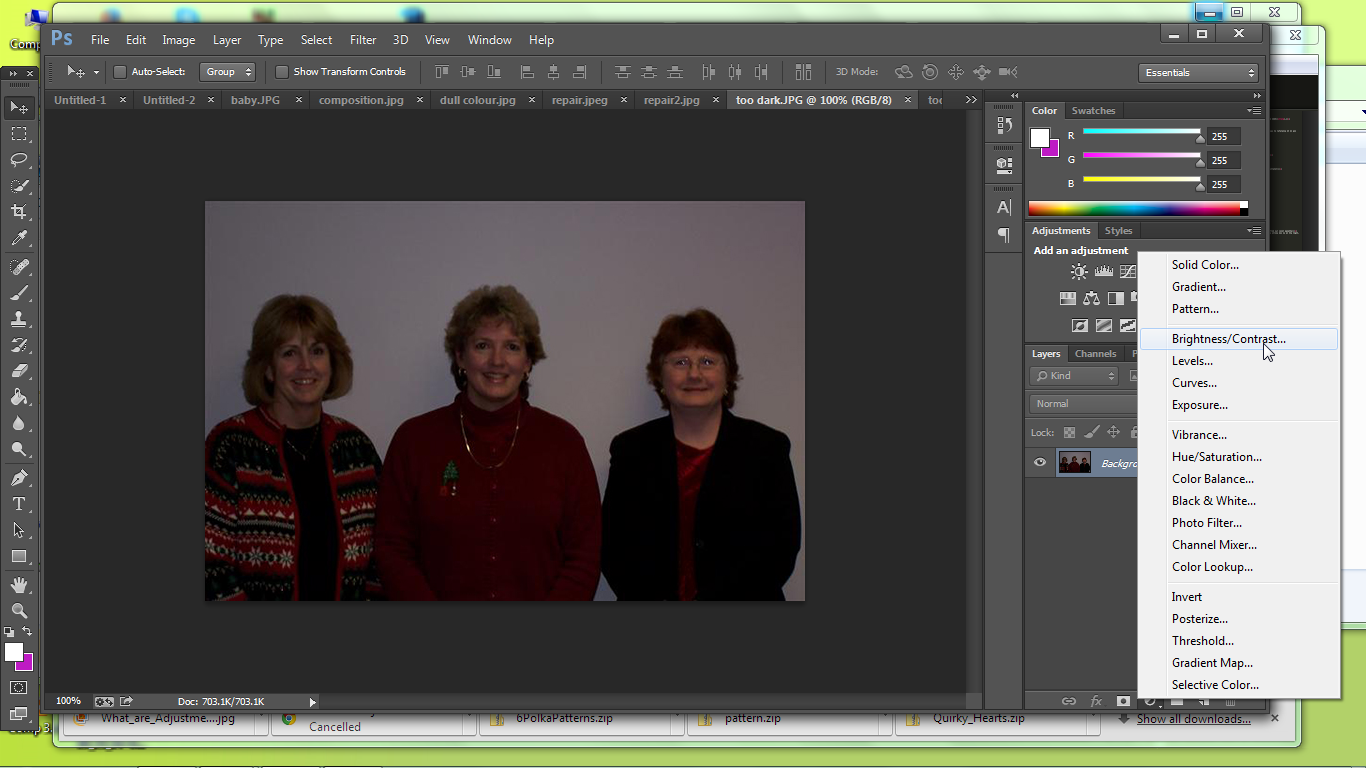 Comp
Ps File Edit Image Layer Type Select Filter 3D View Window Help
Auto-Select: Group Show Transform Controls 3D Mode: Essentials
Untitled-1 × Untitled-2 × baby.JPG × composition.jpg × dull colour.jpg × repair.jpeg × repair2.jpg × too dark.JPG @ 100% (RGB/8) × too
Color Swatches
R 255
G 255
B 255
Adjustments Styles
Add an adjustment
Layers Channels P
Kind
Normal
Lock:
Backgro
Solid Color...
Gradient...
Pattern...
Brightness/Contrast...
Levels...
Curves...
Exposure...
Vibrance...
Hue/Saturation...
Color Balance...
Black & White...
Photo Filter...
Channel Mixer...
Color Lookup...
Invert
Posterize...
Threshold...
Gradient Map...
Selective Color...
fx
100% Doc: 703.1K/703.1K
What_are_Adjustme....jpg
Cancelled
6PolkaPatterns.zip
pattern.zip
Quirky_Hearts.zip
Show all downloads...